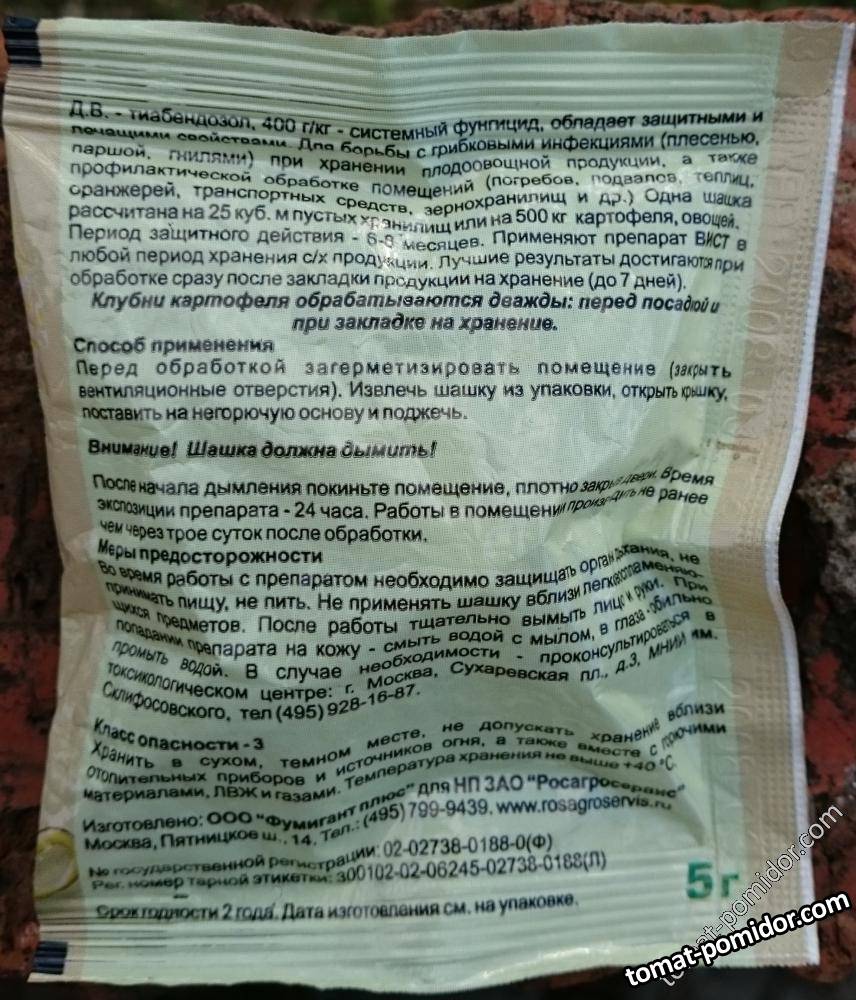 Д.В. - тиабендозол, 400 г/кг - системный фунгицид, обладает защитными и
лечащими свойствами. Для борьбы с грибковыми инфекциями (плесенью,
паршой, гнилями) при хранении плодоовощной продукции, а также
профилактической обработке помещений (погребов, подвалов, теплиц,
оранжерей, транспортных средств, зернохранилищ и др.) Одна шашка
рассчитана на 25 куб. м пустых хранилищ или на 500 кг картофеля, овощей.
Период защитного действия - 6-8 месяцев. Применяют препарат ВИСТ в
любой период хранения с/х продукции. Лучшие результаты достигаются при
обработке сразу после закладки продукции на хранение (до 7 дней).
Клубни картофеля обрабатываются дважды: перед посадкой и
при закладке на хранение.
Способ применения
Перед обработкой загерметизировать помещение (закрыть
вентиляционные отверстия). Извлечь шашку из упаковки, открыть крышку,
поставить на негорючую основу и поджечь.
Внимание! Шашка должна дымить!
После начала дымления покиньте помещение, плотно закрыв двери. Время
экспозиции препарата - 24 часа. Работы в помещении производить не ранее
чем через трое суток после обработки.
Меры предосторожности
Во время работы с препаратом необходимо защищать органы дыхания, не
принимать пищу, не пить. Не применять шашку вблизи легковоспламеняю-
щихся предметов. После работы тщательно вымыть лицо и руки. При
попадании препарата на кожу - смыть водой с мылом, в глаза - обильно
промыть водой. В случае необходимости - проконсультироваться в
токсикологическом центре: г. Москва, Сухаревская пл., д.3, МНИИ им.
Склифосовского, тел (495) 928-16-87.
Класс опасности - 3
Хранить в сухом, темном месте, не допускать хранение вблизи
отопительных приборов и источников огня, а также вместе с горючими
материалами, ЛВЖ и газами. Температура хранения не выше +40 °С.
Изготовлено: ООО "Фумигант плюс" для НП ЗАО "Росагросервис"
Москва, Пятницкое ш., 14. Тел.: (495) 799-9439. www.rosagroservis.ru
№ государственной регистрации: 02-02738-0188-0(Ф)
Рег. номер тарной этикетки: 300102-02-06245-02738-0188(Л)
5 г
Срок годности 2 года. Дата изготовления см. на упаковке.
tomat-pomidor.com
tomat-pomidor.com